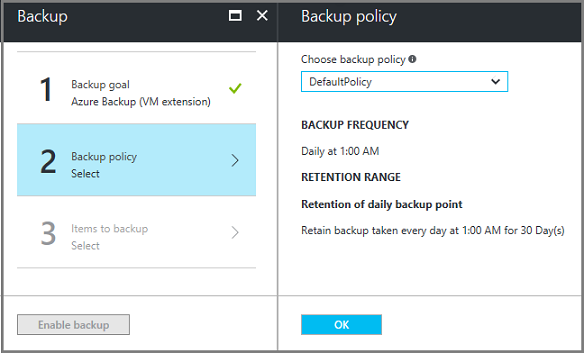 Backup
1
Backup goal
Azure Backup (VM extension)
2
Backup policy
Select
3
Items to backup
Select
Enable backup
Backup policy
Choose backup policy
DefaultPolicy
BACKUP FREQUENCY
Daily at 1:00 AM
RETENTION RANGE
Retention of daily backup point
Retain backup taken every day at 1:00 AM for 30 Day(s)
OK